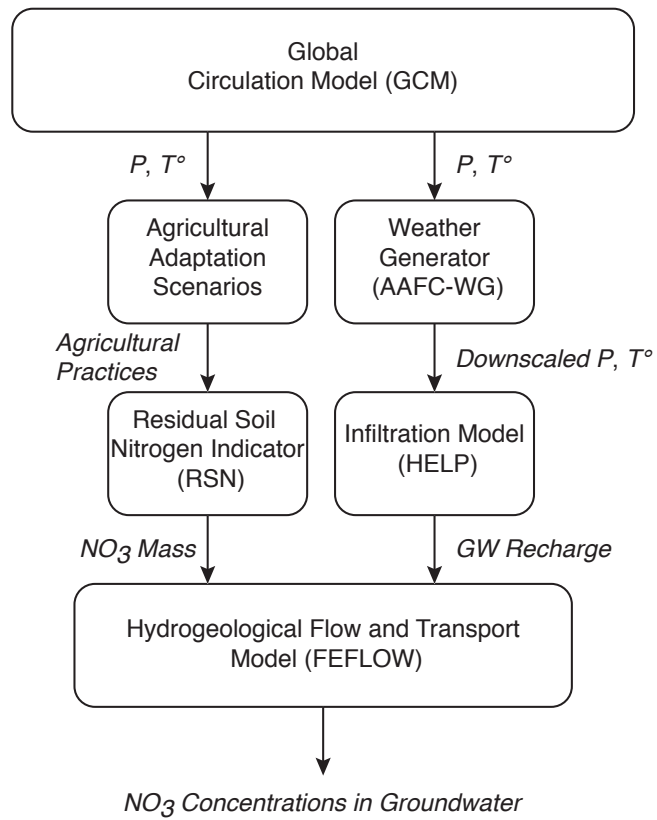 Global
Circulation Model (GCM)
P, T°
P, T°
Agricultural
Adaptation
Scenarios
Weather
Generator
(AAFC-WG)
Agricultural
Practices
Downscaled P, T°
Residual Soil
Nitrogen Indicator
(RSN)
Infiltration Model
(HELP)
NO3 Mass
GW Recharge
Hydrogeological Flow and Transport
Model (FEFLOW)
NO3 Concentrations in Groundwater